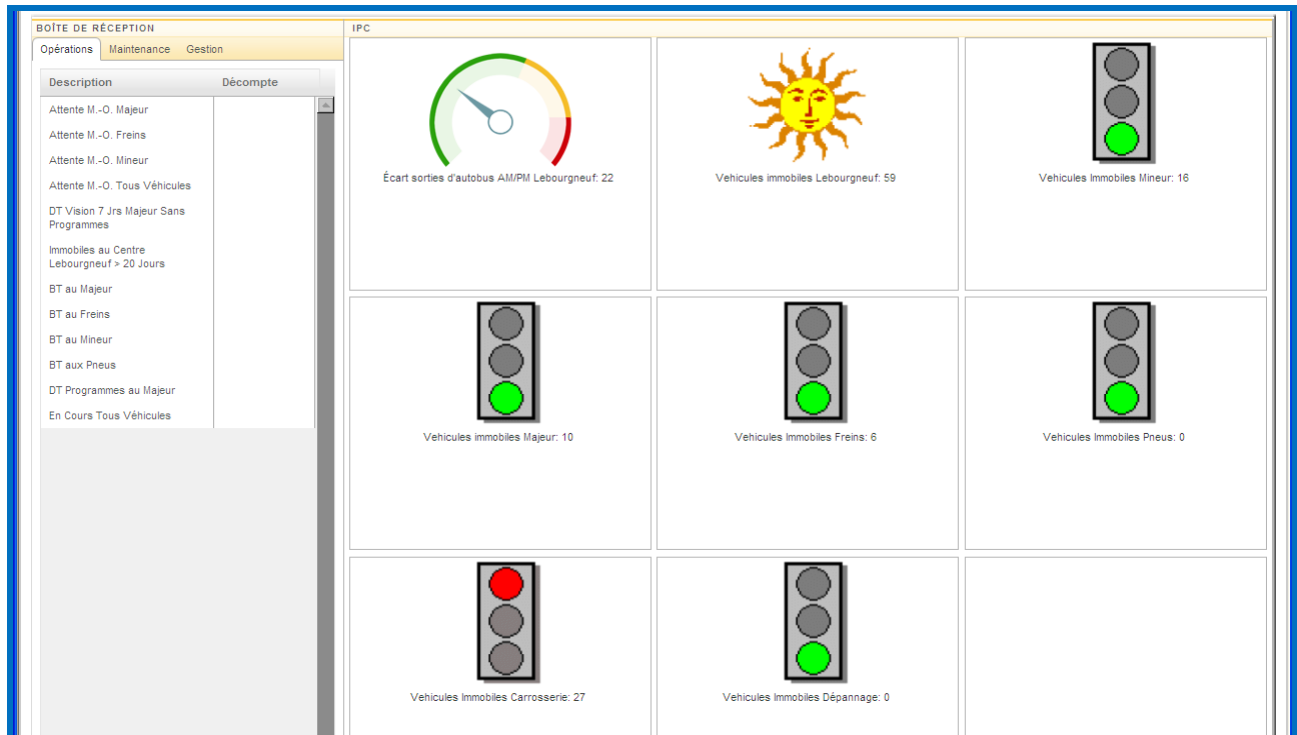 BOÎTE DE RÉCEPTION
Opérations Maintenance Gestion
Description Décompte
Attente M.-O. Majeur
Attente M.-O. Freins
Attente M.-O. Mineur
Attente M.-O. Tous Véhicules
DT Vision 7 Jrs Majeur Sans
Programmes
Immobiles au Centre
Lebourgneuf > 20 Jours
BT au Majeur
BT au Freins
BT au Mineur
BT aux Pneus
DT Programmes au Majeur
En Cours Tous Véhicules
IPC
Écart sorties d'autobus AM/PM Lebourgneuf: 22
Vehicules immobiles Lebourgneuf: 59
Vehicules Immobiles Mineur: 16
Vehicules immobiles Majeur: 10
Vehicules Immobiles Freins: 6
Vehicules Immobiles Pneus: 0
Vehicules Immobiles Carrosserie: 27
Vehicules Immobiles Dépannage: 0